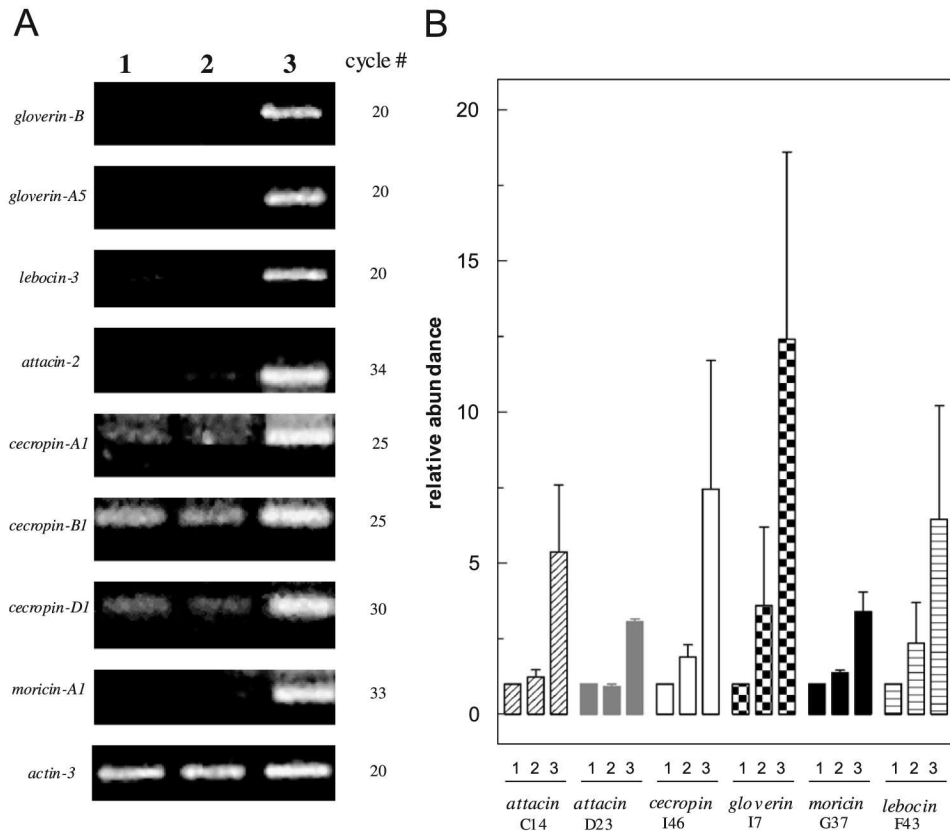 A
1 2 3 cycle #
gloverin-B 20
gloverin-A5 20
lebocin-3 20
attacin-2 34
cecropin-A1 25
cecropin-B1 25
cecropin-D1 30
moricin-A1 33
actin-3 20
B
relative abundance
20
15
10
5
0
1 2 3 1 2 3 1 2 3 1 2 3 1 2 3 1 2 3
attacin attacin cecropin gloverin moricin lebocin
C14 D23 I46 I7 G37 F43